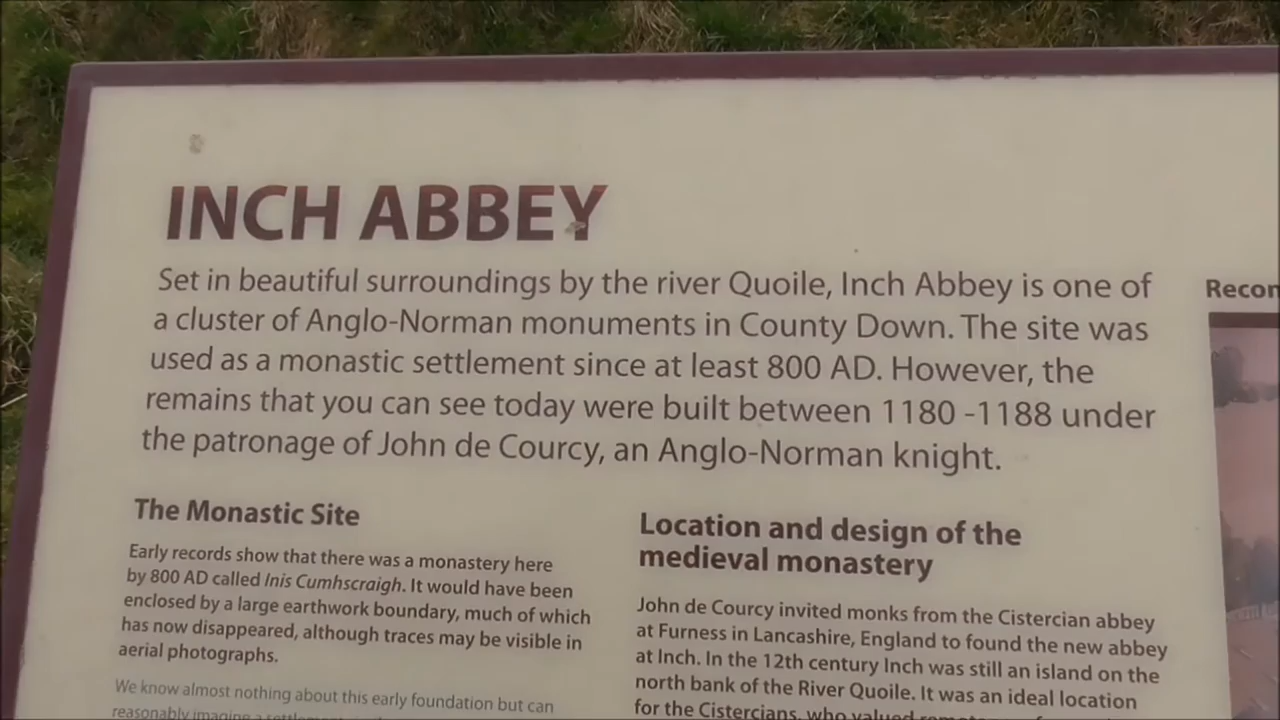 INCH ABBEY
Set in beautiful surroundings by the river Quoile, Inch Abbey is one of
a cluster of Anglo-Norman monuments in County Down. The site was
used as a monastic settlement since at least 800 AD. However, the
remains that you can see today were built between 1180 -1188 under
the patronage of John de Courcy, an Anglo-Norman knight.
The Monastic Site
Early records show that there was a monastery here
by 800 AD called Inis Cumhscraigh. It would have been
enclosed by a large earthwork boundary, much of which
has now disappeared, although traces may be visible in
aerial photographs.
We know almost nothing about this early foundation but can
reasonably imagine a
Location and design of the
medieval monastery
John de Courcy invited monks from the Cistercian abbey
at Furness in Lancashire, England to found the new abbey
at Inch. In the 12th century Inch was still an island on the
north bank of the River Quoile. It was an ideal location
for the Cistercians, who valued
Recon